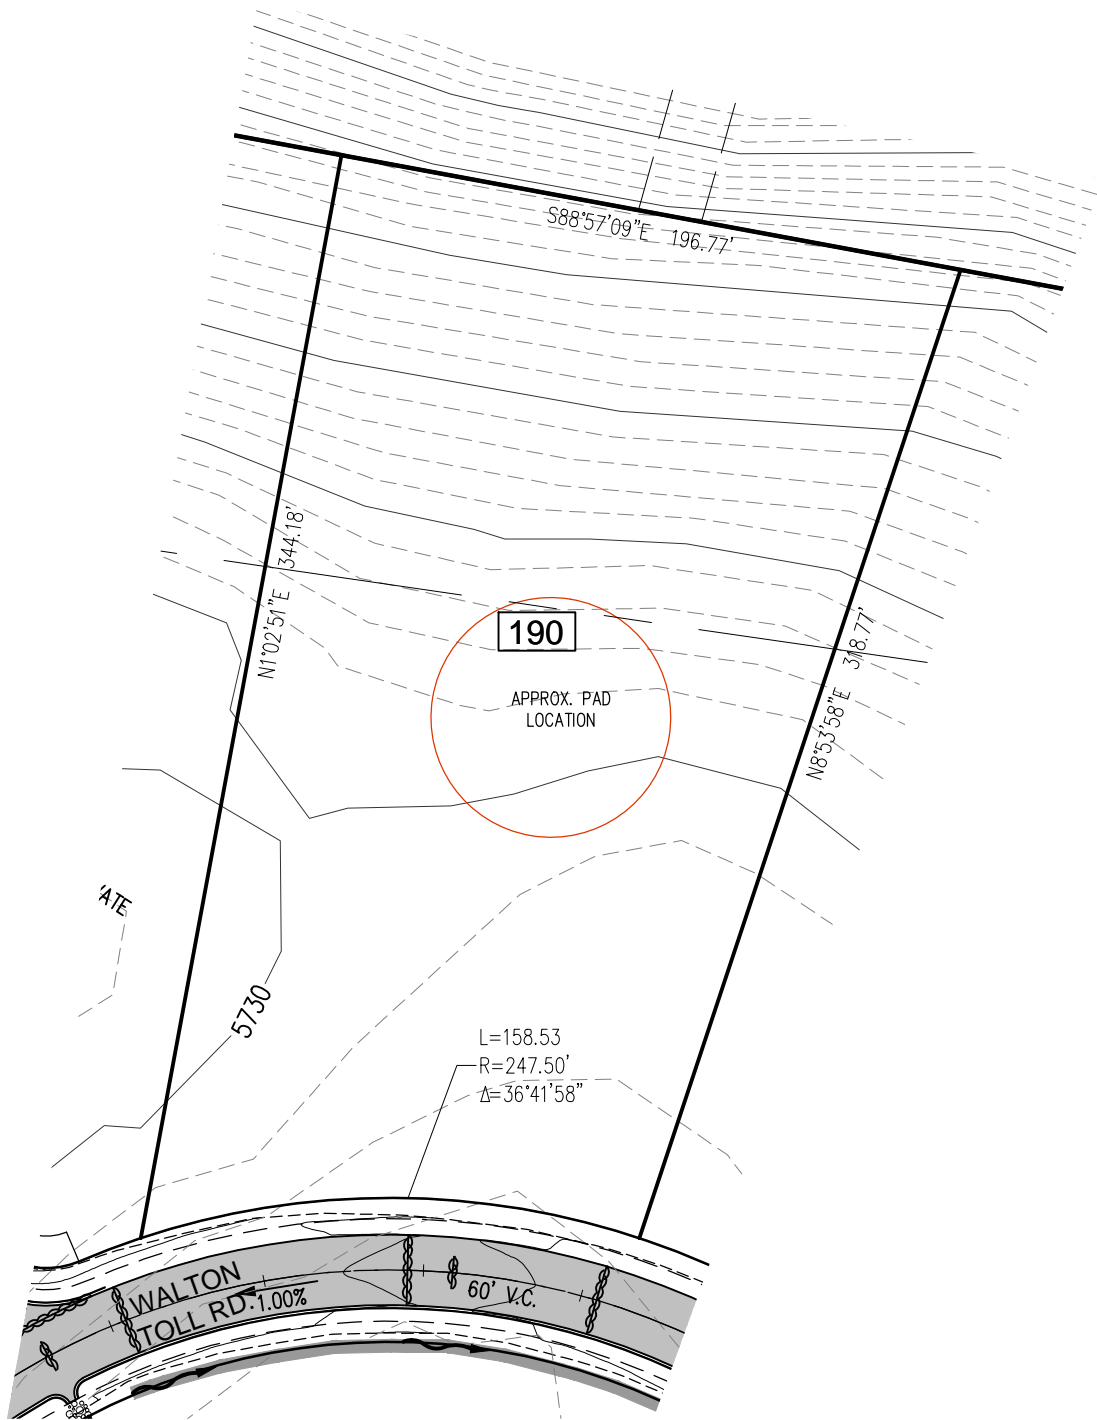 S88°57'09"E 196.77'
N1°02'51"E 344.18'
190
APPROX. PAD
LOCATION
N8°53'58"E 318.77'
'ATE
5730
L=158.53
R=247.50'
Δ=36°41'58"
WALTON
TOLL RD.
1.00%
60' V.C.